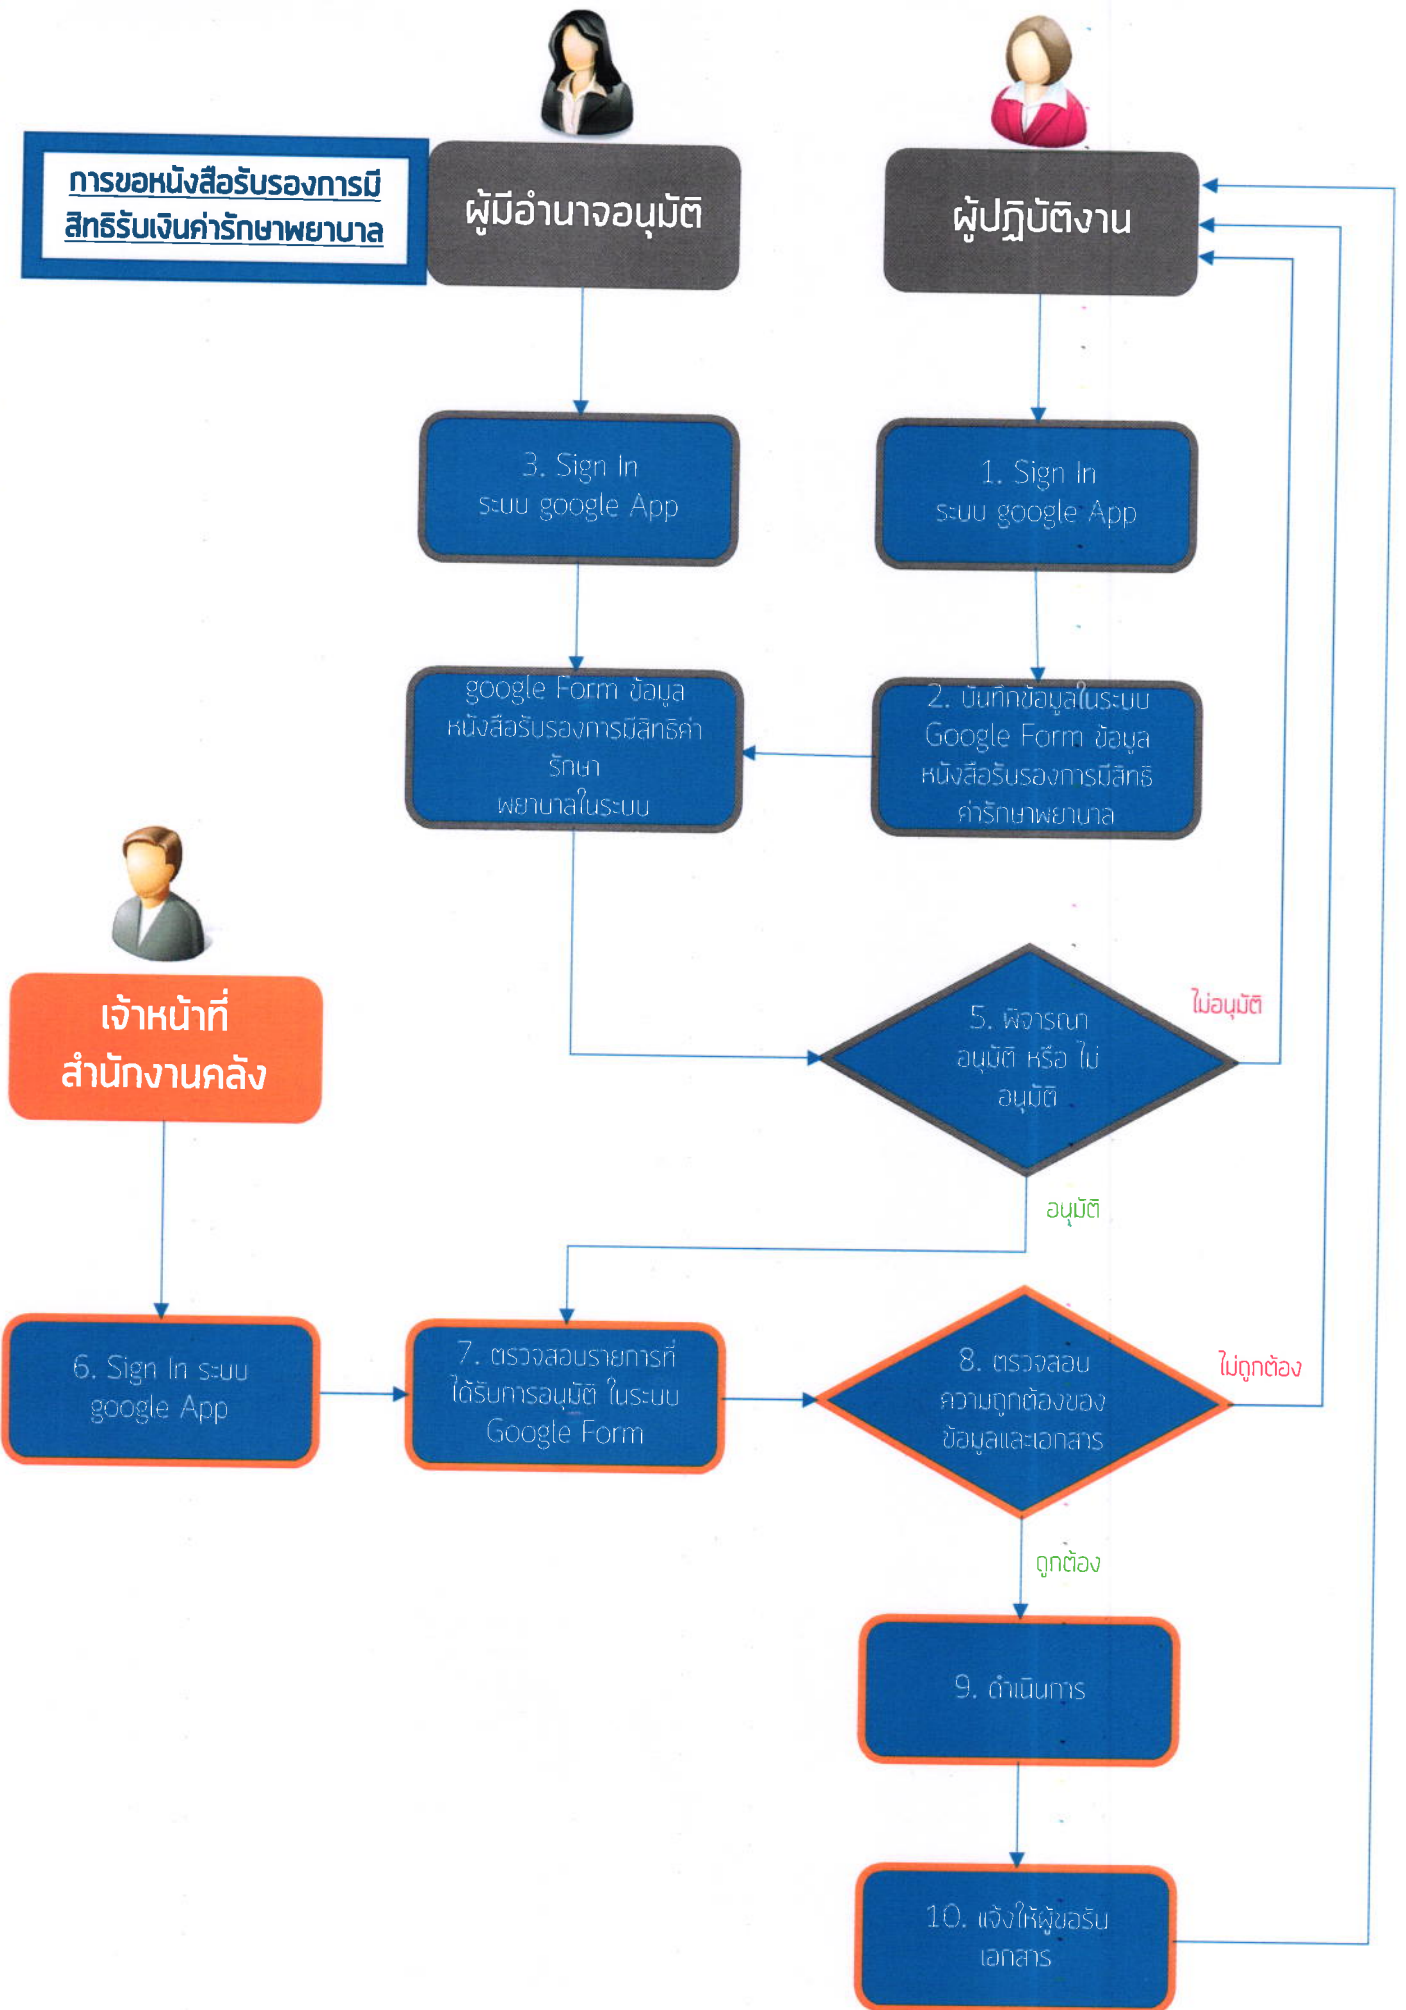 การขอหนังสือรับรองการมี
สิทธิรับเงินค่ารักษาพยาบาล
ผู้มีอำนาจอนุมัติ
ผู้ปฏิบัติงาน
3. Sign In
ระบบ google App
1. Sign In
ระบบ google App
google Form ข้อมูล
หนังสือรับรองการมีสิทธิค่า
รักษา
พยาบาลในระบบ
2. บันทึกข้อมูลในระบบ
Google Form ข้อมูล
หนังสือรับรองการมีสิทธิ
ค่ารักษาพยาบาล
เจ้าหน้าที่
สำนักงานคลัง
5. พิจารณา
อนุมัติ หรือ ไม่
อนุมัติ
ไม่อนุมัติ
อนุมัติ
6. Sign In ระบบ
google App
7. ตรวจสอบรายการที่
ได้รับการอนุมัติ ในระบบ
Google Form
8. ตรวจสอบ
ความถูกต้องของ
ข้อมูลและเอกสาร
ไม่ถูกต้อง
ถูกต้อง
9. ดำเนินการ
10. แจ้งให้ผู้ขอรับ
เอกสาร